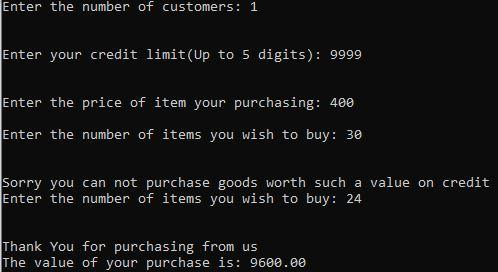 Enter the number of customers: 1
Enter your credit limit(Up to 5 digits): 9999
Enter the price of item your purchasing: 400
Enter the number of items you wish to buy: 30
Sorry you can not purchase goods worth such a value on credit
Enter the number of items you wish to buy: 24
Thank You for purchasing from us
The value of your purchase is: 9600.00